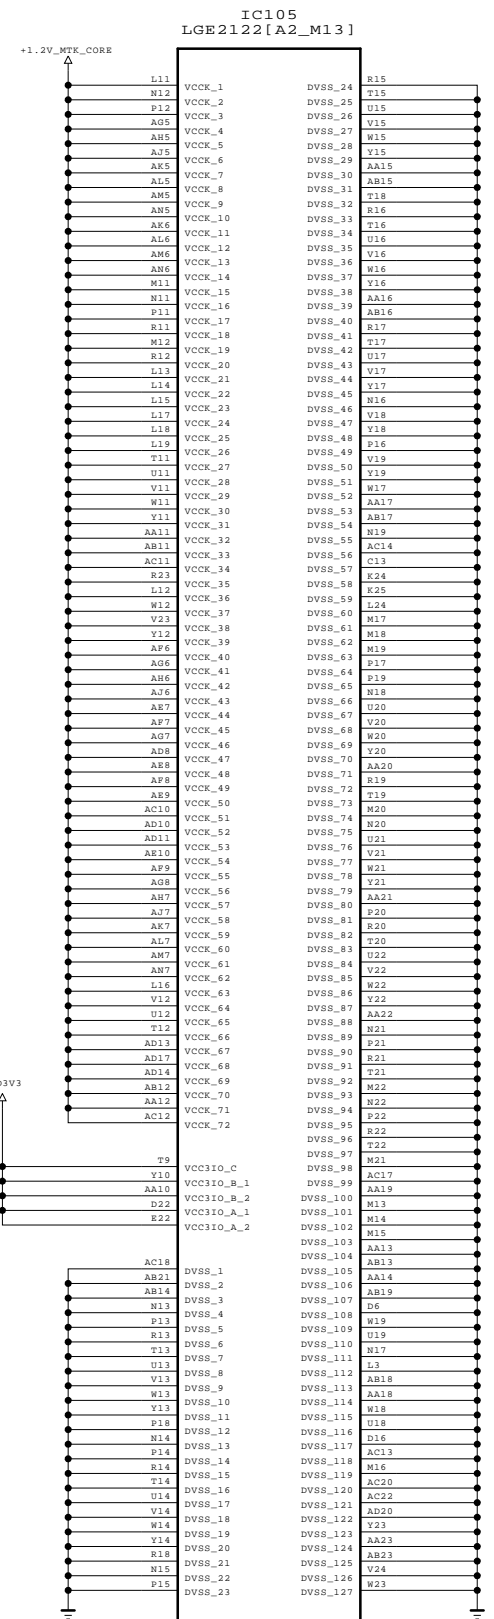 IC105
LGE2122[A2_M13]
+1.2V_MTK_CORE
L11 VCCK_1
N12 VCCK_2
P12 VCCK_3
AG5 VCCK_4
AH5 VCCK_5
AJ5 VCCK_6
AK5 VCCK_7
AL5 VCCK_8
AM5 VCCK_9
AN5 VCCK_10
AK6 VCCK_11
AL6 VCCK_12
AM6 VCCK_13
AN6 VCCK_14
M11 VCCK_15
N11 VCCK_16
P11 VCCK_17
R11 VCCK_18
M12 VCCK_19
R12 VCCK_20
L13 VCCK_21
L14 VCCK_22
L15 VCCK_23
L17 VCCK_24
L18 VCCK_25
L19 VCCK_26
T11 VCCK_27
U11 VCCK_28
V11 VCCK_29
W11 VCCK_30
Y11 VCCK_31
AA11 VCCK_32
AB11 VCCK_33
AC11 VCCK_34
R23 VCCK_35
L12 VCCK_36
W12 VCCK_37
V23 VCCK_38
Y12 VCCK_39
AF6 VCCK_40
AG6 VCCK_41
AH6 VCCK_42
AJ6 VCCK_43
AE7 VCCK_44
AF7 VCCK_45
AG7 VCCK_46
AD8 VCCK_47
AE8 VCCK_48
AF8 VCCK_49
AE9 VCCK_50
AC10 VCCK_51
AD10 VCCK_52
AD11 VCCK_53
AE10 VCCK_54
AF9 VCCK_55
AG8 VCCK_56
AH7 VCCK_57
AJ7 VCCK_58
AK7 VCCK_59
AL7 VCCK_60
AM7 VCCK_61
AN7 VCCK_62
L16 VCCK_63
V12 VCCK_64
U12 VCCK_65
T12 VCCK_66
AD13 VCCK_67
AD17 VCCK_68
AD14 VCCK_69
AB12 VCCK_70
AA12 VCCK_71
AC12 VCCK_72
T9 VCC3IO_C
Y10 VCC3IO_B_1
AA10 VCC3IO_B_2
D22 VCC3IO_A_1
E22 VCC3IO_A_2
AC18 DVSS_1
AB21 DVSS_2
AB14 DVSS_3
N13 DVSS_4
P13 DVSS_5
R13 DVSS_6
T13 DVSS_7
U13 DVSS_8
V13 DVSS_9
W13 DVSS_10
Y13 DVSS_11
P18 DVSS_12
N14 DVSS_13
P14 DVSS_14
R14 DVSS_15
T14 DVSS_16
U14 DVSS_17
V14 DVSS_18
W14 DVSS_19
Y14 DVSS_20
R18 DVSS_21
N15 DVSS_22
P15 DVSS_23
DVSS_24 R15
DVSS_25 T15
DVSS_26 U15
DVSS_27 V15
DVSS_28 W15
DVSS_29 Y15
DVSS_30 AA15
DVSS_31 AB15
DVSS_32 T18
DVSS_33 R16
DVSS_34 T16
DVSS_35 U16
DVSS_36 V16
DVSS_37 W16
DVSS_38 Y16
DVSS_39 AA16
DVSS_40 AB16
DVSS_41 R17
DVSS_42 T17
DVSS_43 U17
DVSS_44 V17
DVSS_45 Y17
DVSS_46 N16
DVSS_47 V18
DVSS_48 Y18
DVSS_49 P16
DVSS_50 V19
DVSS_51 Y19
DVSS_52 W17
DVSS_53 AA17
DVSS_54 AB17
DVSS_55 N19
DVSS_56 AC14
DVSS_57 C13
DVSS_58 K24
DVSS_59 K25
DVSS_60 L24
DVSS_61 M17
DVSS_62 M18
DVSS_63 M19
DVSS_64 P17
DVSS_65 P19
DVSS_66 N18
DVSS_67 U20
DVSS_68 V20
DVSS_69 W20
DVSS_70 Y20
DVSS_71 AA20
DVSS_72 R19
DVSS_73 T19
DVSS_74 M20
DVSS_75 N20
DVSS_76 U21
DVSS_77 V21
DVSS_78 W21
DVSS_79 Y21
DVSS_80 AA21
DVSS_81 P20
DVSS_82 R20
DVSS_83 T20
DVSS_84 U22
DVSS_85 V22
DVSS_86 W22
DVSS_87 Y22
DVSS_88 AA22
DVSS_89 N21
DVSS_90 P21
DVSS_91 R21
DVSS_92 T21
DVSS_93 M22
DVSS_94 N22
DVSS_95 P22
DVSS_96 R22
DVSS_97 T22
DVSS_98 M21
DVSS_99 AC17
DVSS_100 AA19
DVSS_101 M13
DVSS_102 M14
DVSS_103 M15
DVSS_104 AA13
DVSS_105 AB13
DVSS_106 AA14
DVSS_107 AB19
DVSS_108 D6
DVSS_109 W19
DVSS_110 U19
DVSS_111 N17
DVSS_112 L3
DVSS_113 AB18
DVSS_114 AA18
DVSS_115 W18
DVSS_116 U18
DVSS_117 D16
DVSS_118 AC13
DVSS_119 M16
DVSS_120 AC20
DVSS_121 AC22
DVSS_122 AD20
DVSS_123 Y23
DVSS_124 AA23
DVSS_125 AB23
DVSS_126 V24
DVSS_127 W23